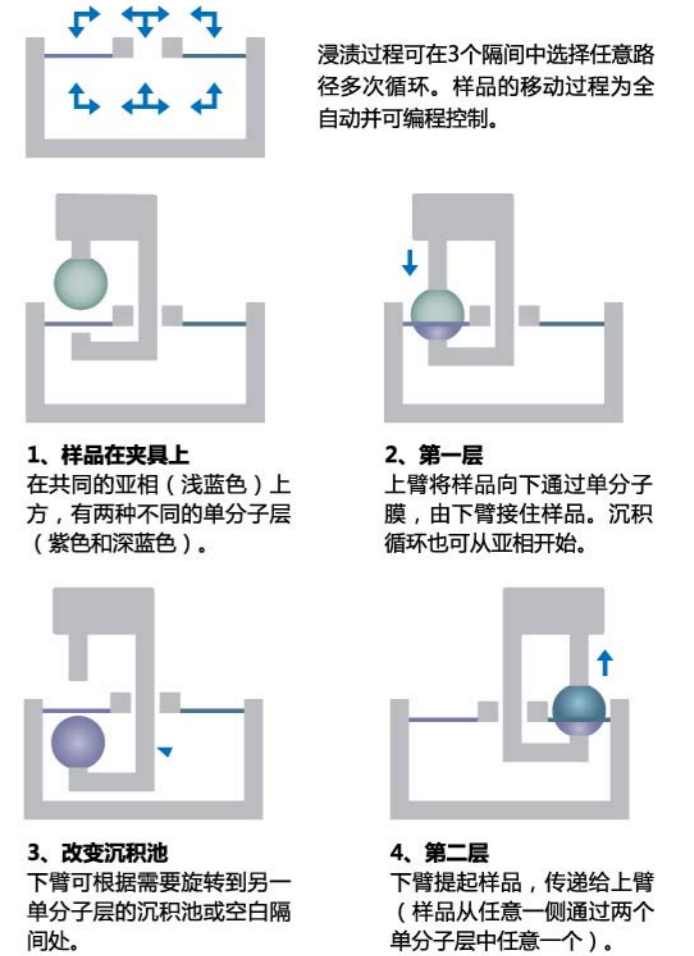 浸渍过程可在3个隔间中选择任意路
径多次循环。样品的移动过程为全
自动并可编程控制。
1、样品在夹具上
在共同的亚相（浅蓝色）上
方，有两种不同的单分子层
（紫色和深蓝色）。
2、第一层
上臂将样品向下通过单分子
膜，由下臂接住样品。沉积
循环也可从亚相开始。
3、改变沉积池
下臂可根据需要旋转到另一
单分子层的沉积池或空白隔
间处。
4、第二层
下臂提起样品，传递给上臂
（样品从任意一侧通过两个
单分子层中任意一个）。